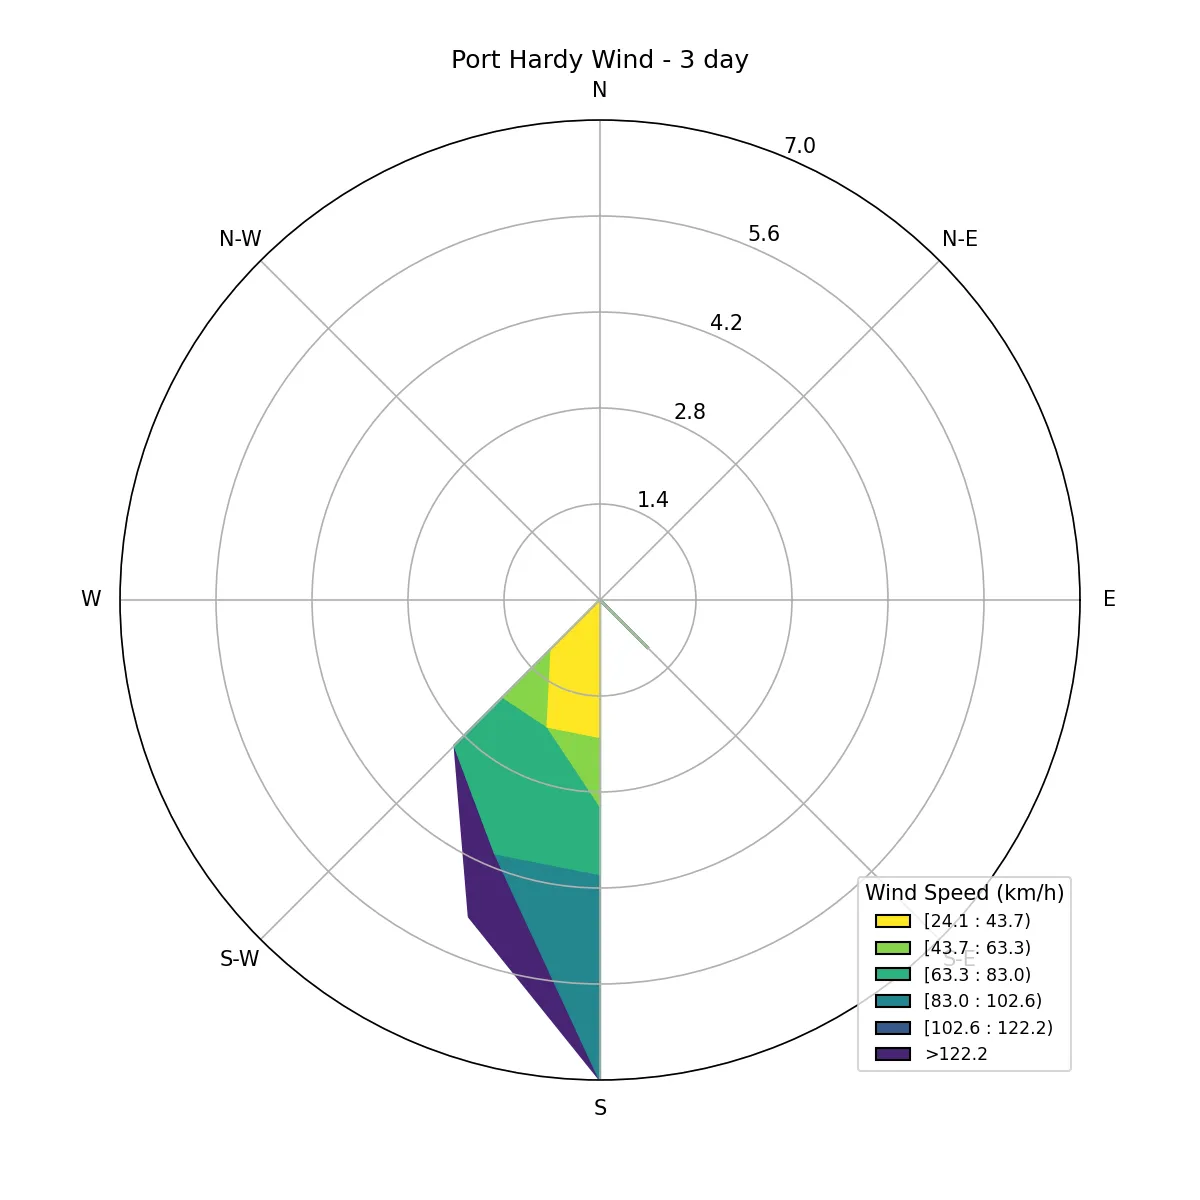 Port Hardy Wind - 3 day
N
7.0
N-W
5.6
N-E
4.2
2.8
1.4
W
E
Wind Speed (km/h)
[24.1 : 43.7)
[43.7 : 63.3)
S-W
S-E
[63.3 : 83.0)
[83.0 : 102.6)
[102.6 : 122.2)
>122.2
S